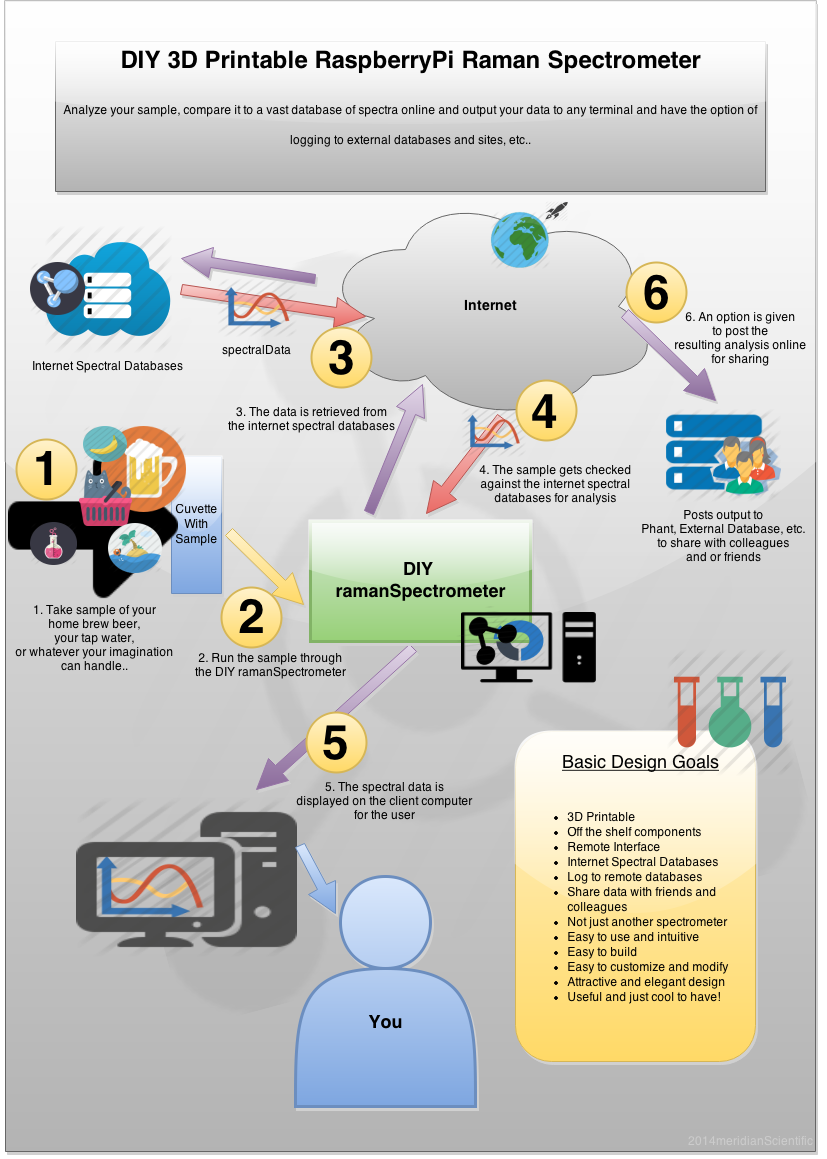 DIY 3D Printable RaspberryPi Raman Spectrometer
Analyze your sample, compare it to a vast database of spectra online and output your data to any terminal and have the option of
logging to external databases and sites, etc..
Internet
6
6. An option is given
to post the
resulting analysis online
for sharing
Internet Spectral Databases
spectralData
3
3. The data is retrieved from
the internet spectral databases
4
4. The sample gets checked
against the internet spectral
databases for analysis
1
Cuvette
With
Sample
Posts output to
Phant, External Database, etc.
to share with colleagues
and or friends
DIY
ramanSpectrometer
1. Take sample of your
home brew beer,
your tap water,
or whatever your imagination
can handle..
2
2. Run the sample through
the DIY ramanSpectrometer
5
5. The spectral data is
displayed on the client computer
for the user
Basic Design Goals
• 3D Printable
• Off the shelf components
• Remote Interface
• Internet Spectral Databases
• Log to remote databases
• Share data with friends and
colleagues
• Not just another spectrometer
• Easy to use and intuitive
• Easy to build
• Easy to customize and modify
• Attractive and elegant design
• Useful and just cool to have!
You
2014meridianScientific